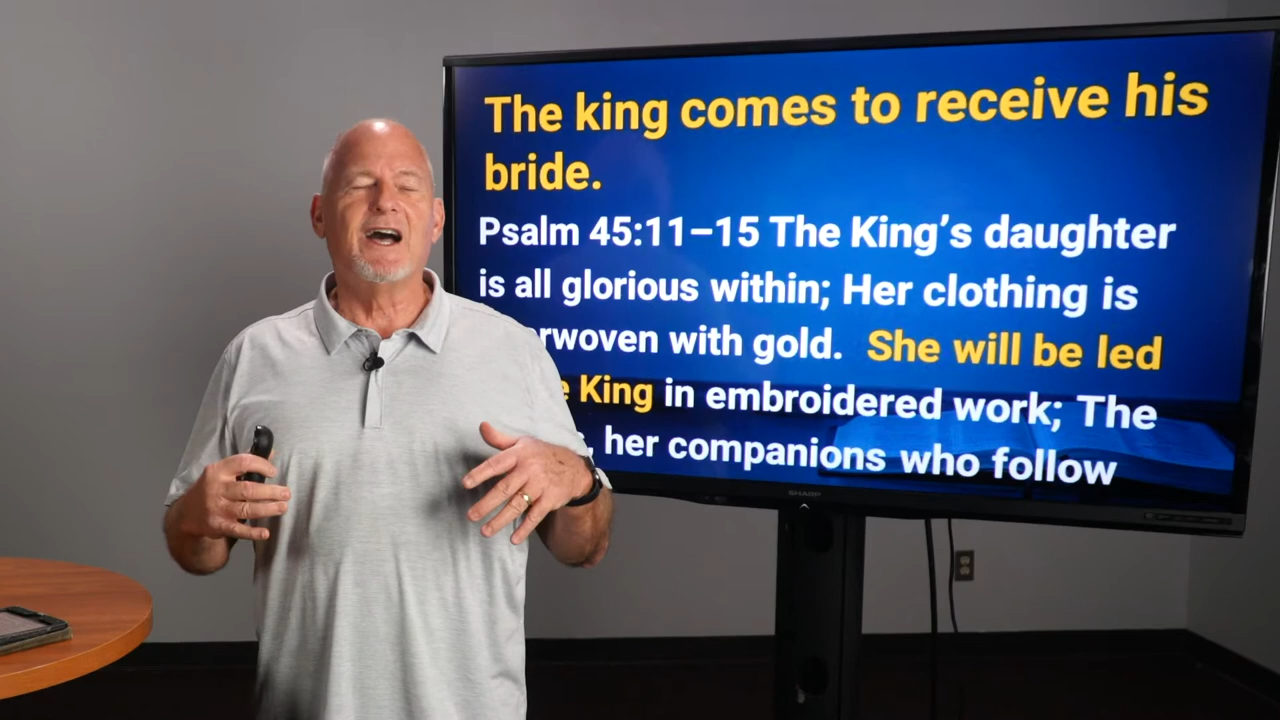 The king comes to receive his
bride.
Psalm 45:11–15 The King's daughter
is all glorious within; Her clothing is
rwoven with gold. She will be led
King in embroidered work; The
her companions who follow
SHARP